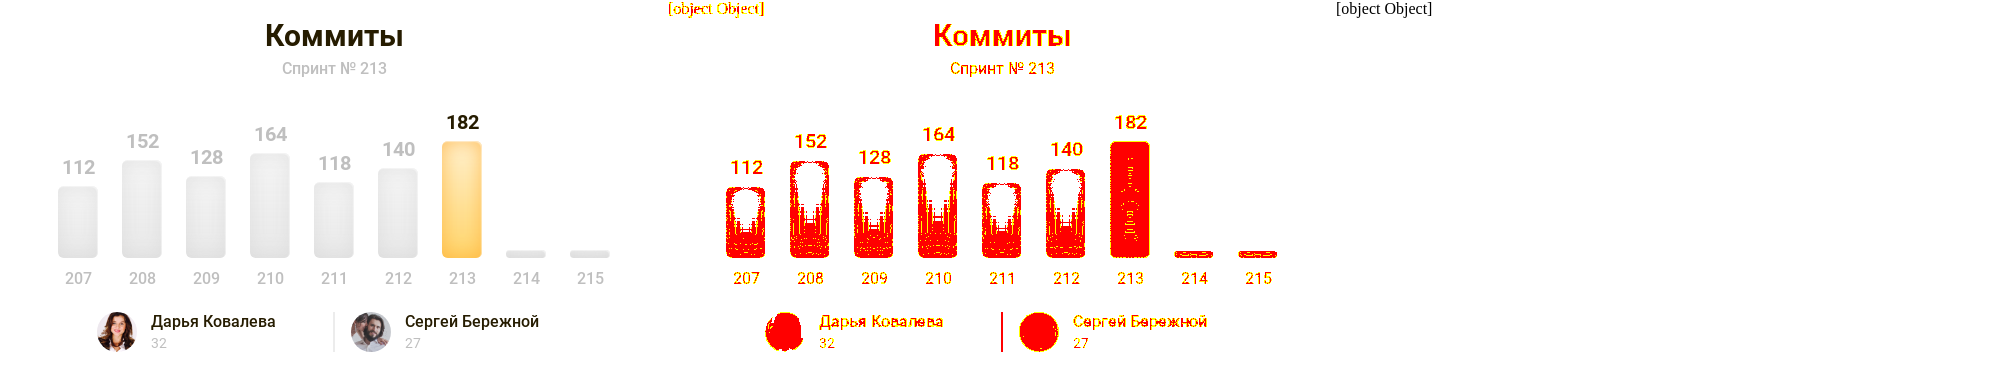 Коммиты
Спринт № 213
112 152 128 164 118 140 182
207 208 209 210 211 212 213 214 215
Дарья Ковалева
32
Сергей Бережной
27
[object Object]
Коммиты
Спринт № 213
112 152 128 164 118 140 182
207 208 209 210 211 212 213 214 215
Дарья Ковалева
32
Сергей Бережной
27
[object Object]